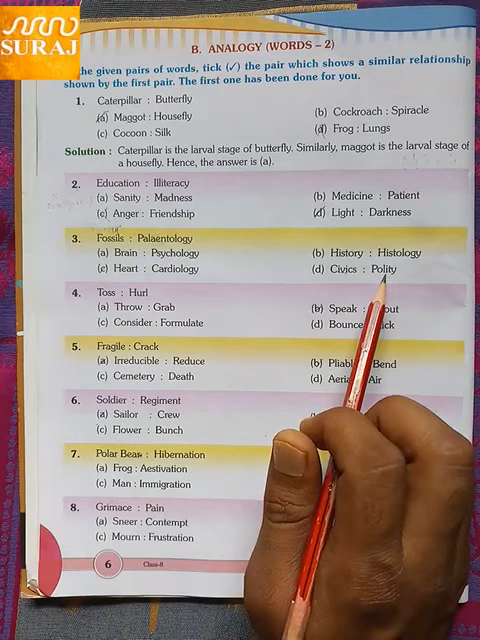 SURAJ
B. ANALOGY (WORDS – 2)
the given pairs of words, tick (✓) the pair which shows a similar relationship
shown by the first pair. The first one has been done for you.
1. Caterpillar : Butterfly
(a) Maggot : Housefly (b) Cockroach : Spiracle
(c) Cocoon : Silk (d) Frog : Lungs
Solution : Caterpillar is the larval stage of butterfly. Similarly, maggot is the larval stage of
a housefly. Hence, the answer is (a).
2. Education : Illiteracy
(a) Sanity : Madness (b) Medicine : Patient
(c) Anger : Friendship (d) Light : Darkness
3. Fossils : Palaentology
(a) Brain : Psychology (b) History : Histology
(c) Heart : Cardiology (d) Civics : Polity
4. Toss : Hurl
(a) Throw : Grab (b) Speak : out
(c) Consider : Formulate (d) Bounce ick
5. Fragile : Crack
(a) Irreducible : Reduce (b) Pliabl Bend
(c) Cemetery : Death (d) Aeria Air
6. Soldier : Regiment
(a) Sailor : Crew
(c) Flower : Bunch
7. Polar Bear : Hibernation
(a) Frog : Aestivation
(c) Man : Immigration
8. Grimace : Pain
(a) Sneer : Contempt
(c) Mourn : Frustration
6 Class-8